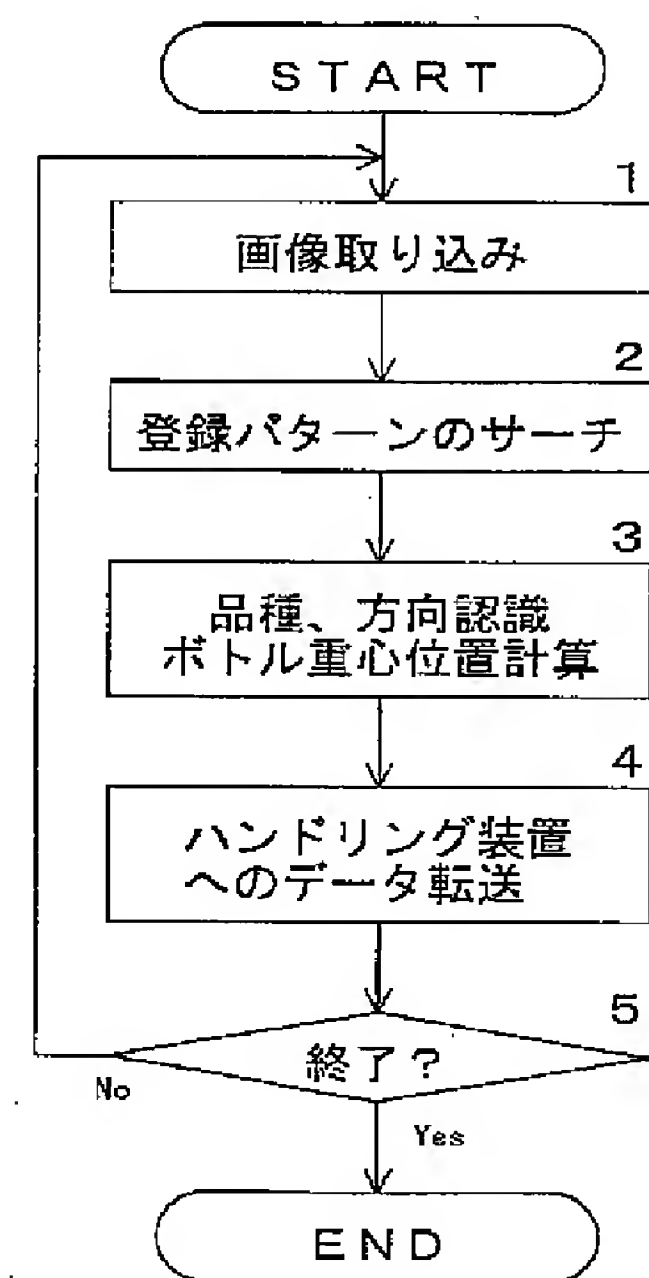 START
1
画像取り込み
2
登録パターンのサーチ
3
品種、方向認識
ボトル重心位置計算
4
ハンドリング装置
へのデータ転送
5
終了?
No
Yes
END